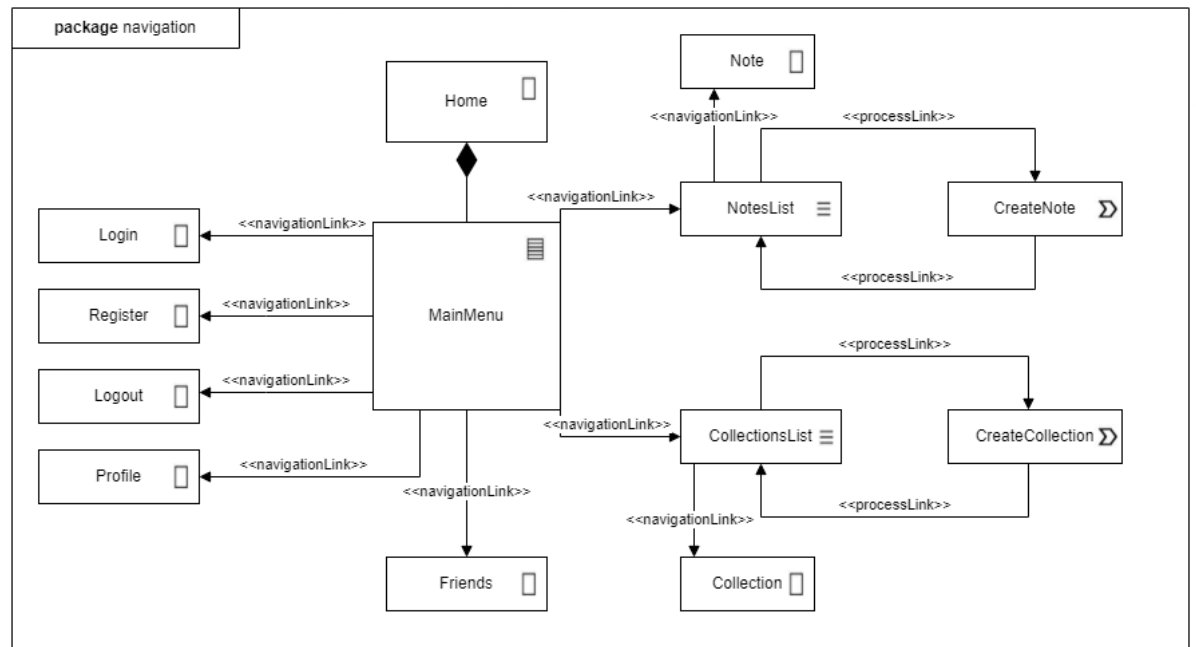 package navigation
Note
Home
<<navigationLink>>
<<processLink>>
<<navigationLink>>
NotesList
CreateNote
Login
<<navigationLink>>
<<processLink>>
Register
<<navigationLink>>
MainMenu
<<processLink>>
Logout
<<navigationLink>>
<<navigationLink>>
CollectionsList
CreateCollection
Profile
<<navigationLink>>
<<navigationLink>>
<<processLink>>
<<navigationLink>>
Friends
Collection